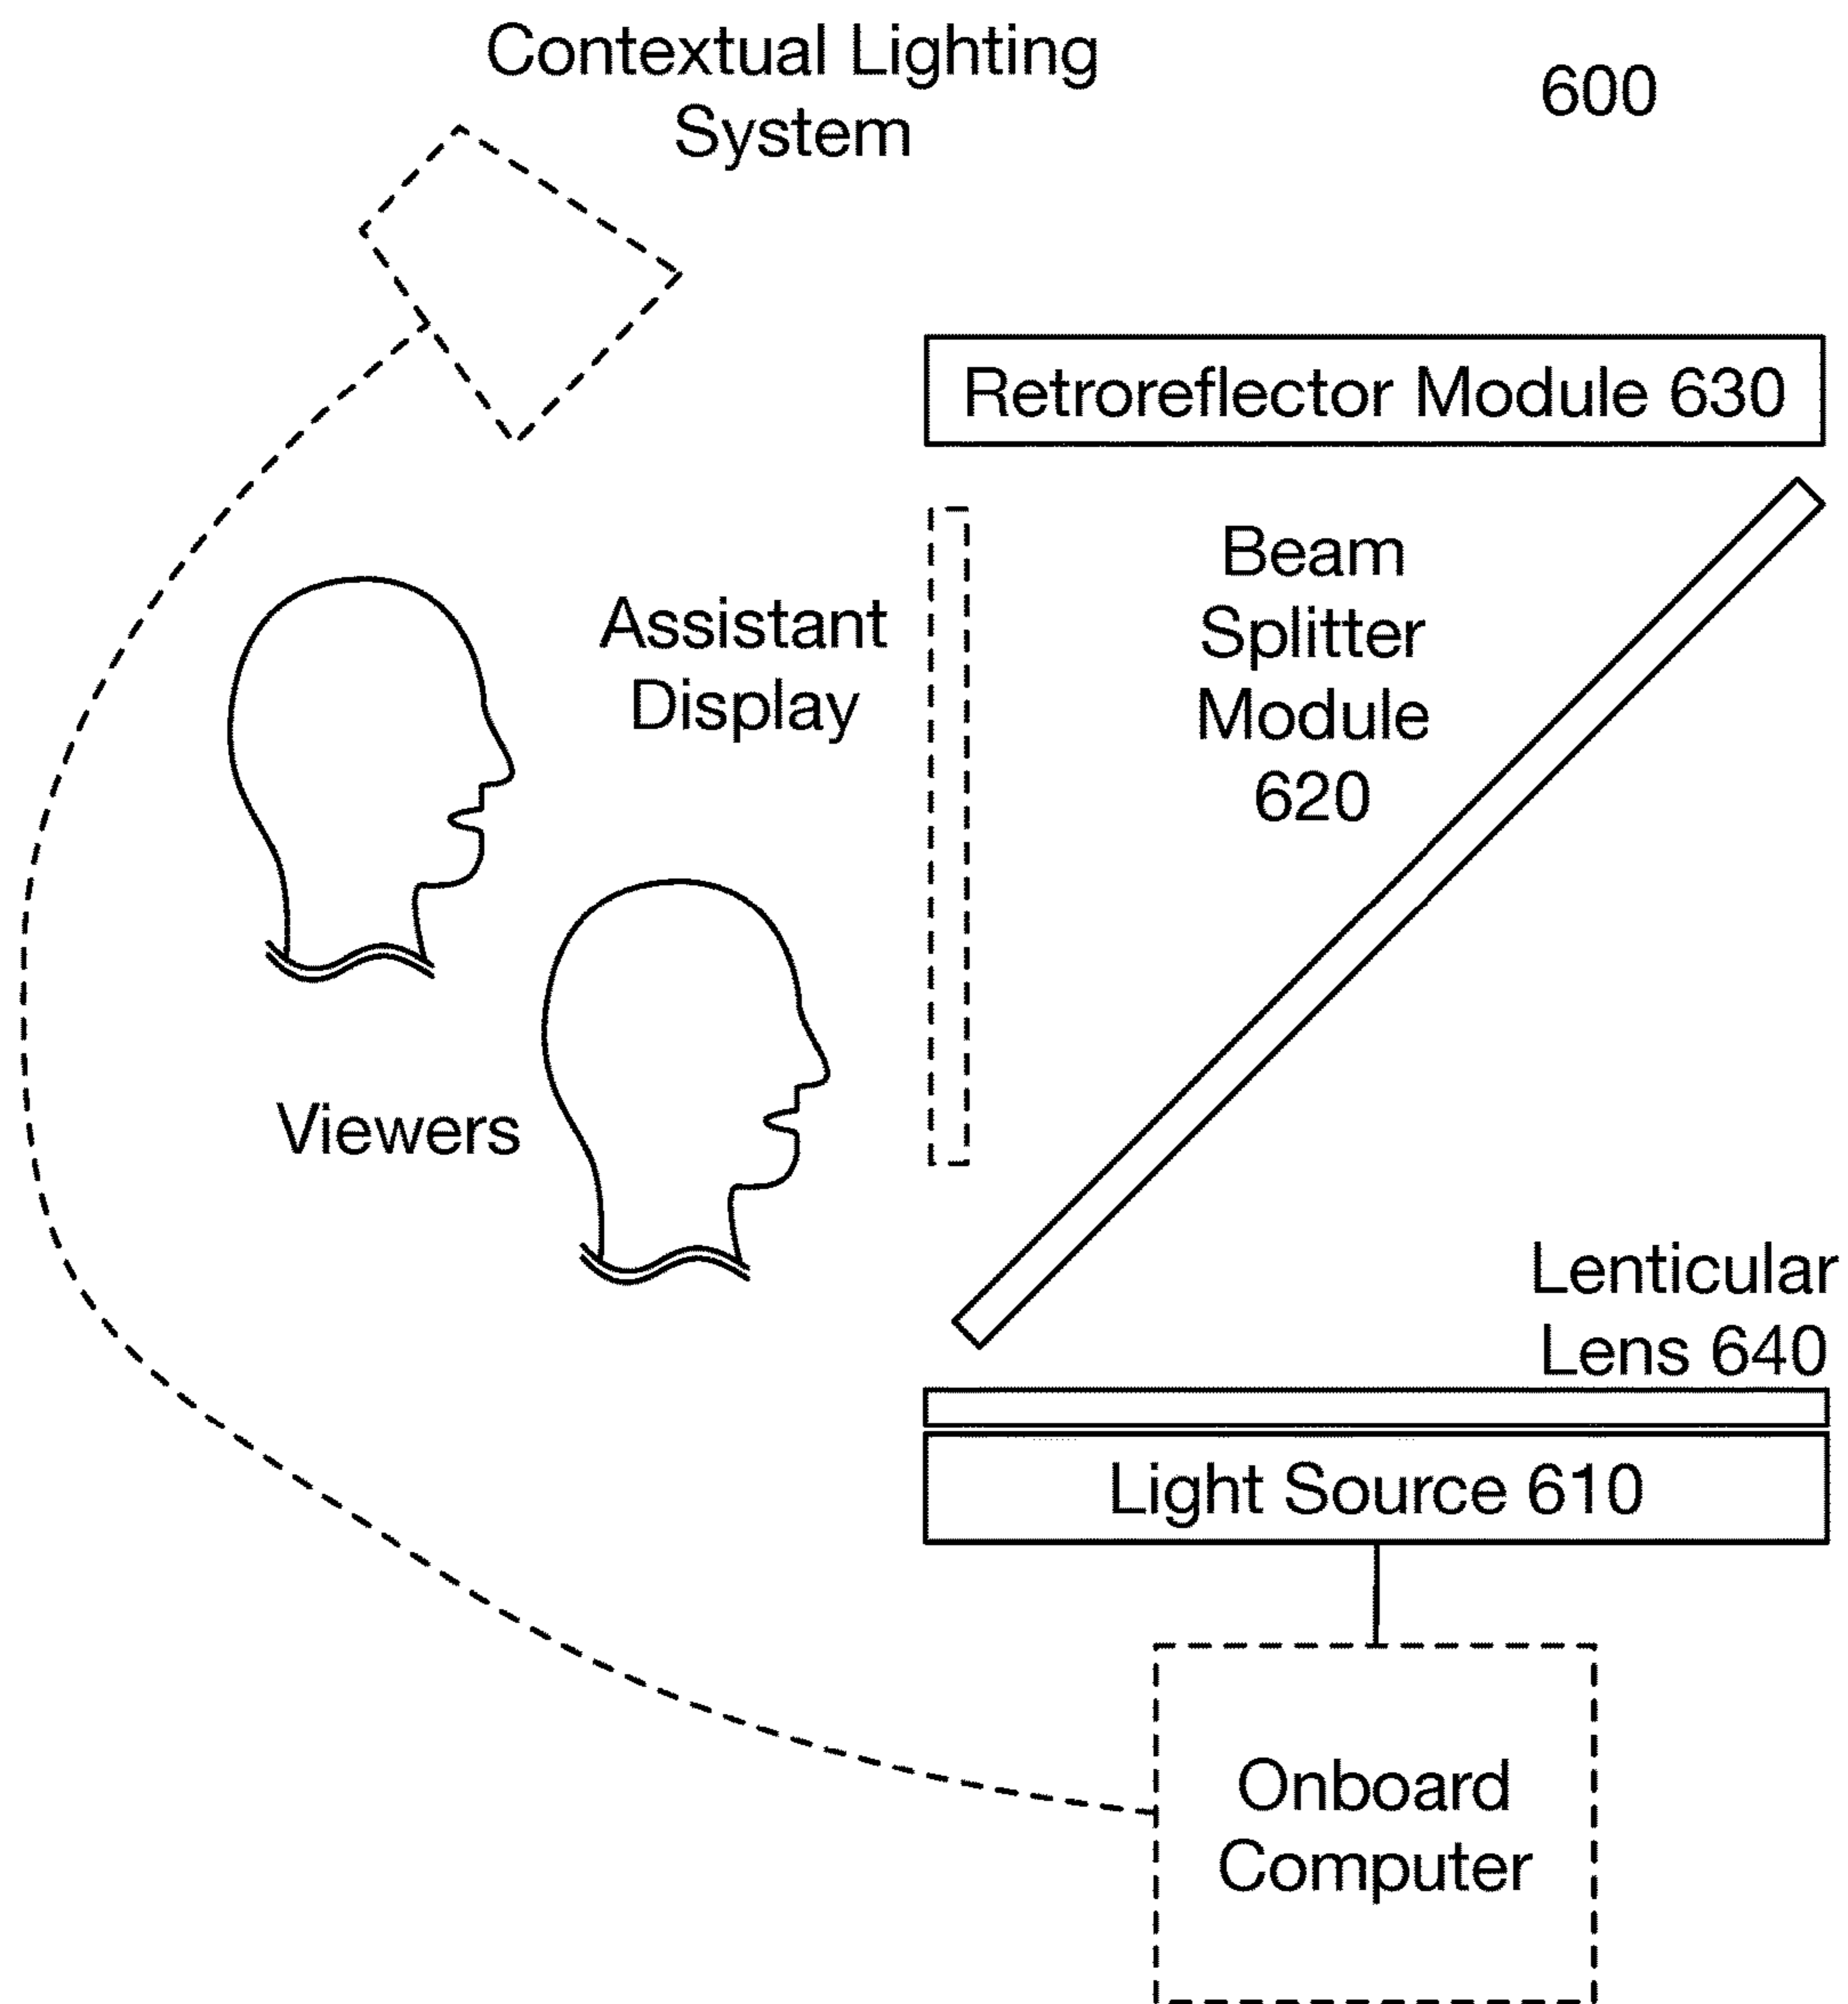 Contextual Lighting
System
600
Retroreflector Module 630
Beam
Splitter
Module
620
Assistant
Display
Viewers
Lenticular
Lens 640
Light Source 610
Onboard
Computer